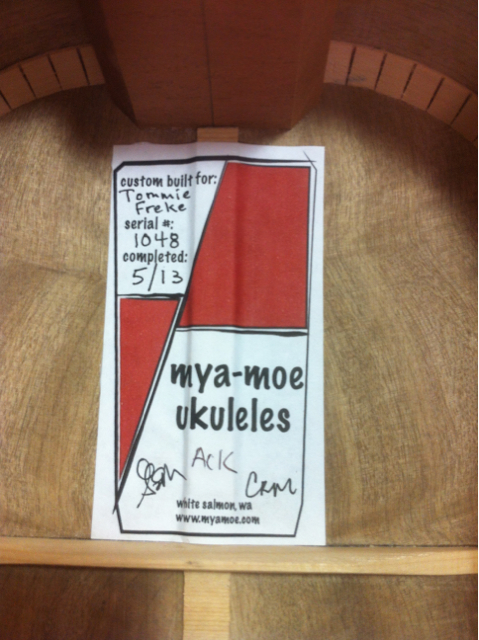 custom built for:
Tommie
Freke
serial #:
1048
completed:
5/13
mya-moe
ukuleles
ACK
white salmon, wa
www.myamoe.com